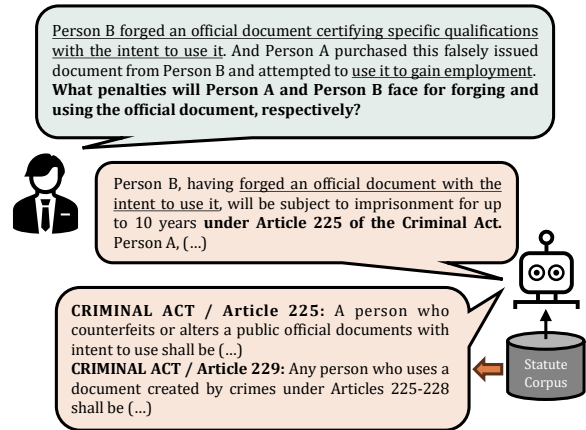 Person B forged an official document certifying specific qualifications
with the intent to use it. And Person A purchased this falsely issued
document from Person B and attempted to use it to gain employment.
What penalties will Person A and Person B face for forging and
using the official document, respectively?
Person B, having forged an official document with the
intent to use it, will be subject to imprisonment for up
to 10 years under Article 225 of the Criminal Act.
Person A, (...)
CRIMINAL ACT / Article 225: A person who
counterfeits or alters a public official documents with
intent to use shall be (...)
CRIMINAL ACT / Article 229: Any person who uses a
document created by crimes under Articles 225-228
shall be (...)
Statute
Corpus